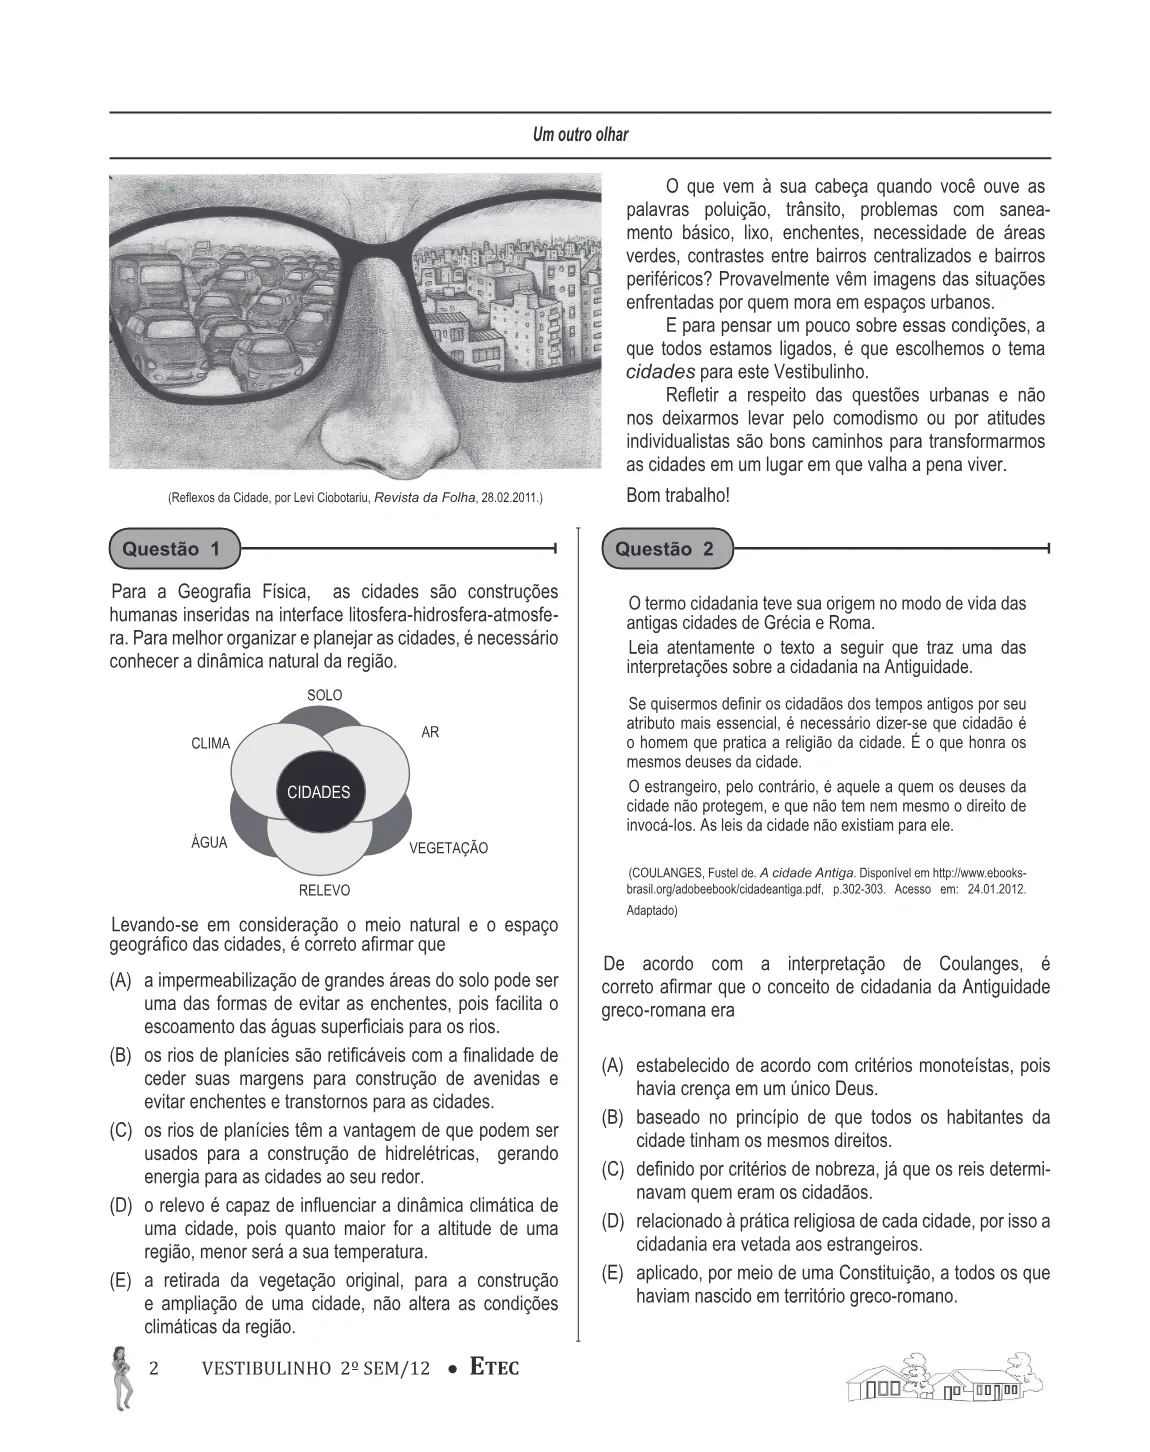 Um outro olhar
O que vem à sua cabeça quando você ouve as
palavras poluição, trânsito, problemas com sanea-
mento básico, lixo, enchentes, necessidade de áreas
verdes, contrastes entre bairros centralizados e bairros
periféricos? Provavelmente vêm imagens das situações
enfrentadas por quem mora em espaços urbanos.
E para pensar um pouco sobre essas condições, a
que todos estamos ligados, é que escolhemos o tema
cidades para este Vestibulinho.
Refletir a respeito das questões urbanas e não
nos deixarmos levar pelo comodismo ou por atitudes
individualistas são bons caminhos para transformarmos
as cidades em um lugar em que valha a pena viver.
Bom trabalho!
(Reflexos da Cidade, por Levi Ciobotariu, Revista da Folha, 28.02.2011.)
Questão 1
Para a Geografia Física, as cidades são construções
humanas inseridas na interface litosfera-hidrosfera-atmosfe-
ra. Para melhor organizar e planejar as cidades, é necessário
conhecer a dinâmica natural da região.
SOLO
AR
CLIMA
CIDADES
ÁGUA
VEGETAÇÃO
RELEVO
Levando-se em consideração o meio natural e o espaço
geográfico das cidades, é correto afirmar que
(A) a impermeabilização de grandes áreas do solo pode ser
uma das formas de evitar as enchentes, pois facilita o
escoamento das águas superficiais para os rios.
(B) os rios de planícies são retificáveis com a finalidade de
ceder suas margens para construção de avenidas e
evitar enchentes e transtornos para as cidades.
(C) os rios de planícies têm a vantagem de que podem ser
usados para a construção de hidrelétricas, gerando
energia para as cidades ao seu redor.
(D) o relevo é capaz de influenciar a dinâmica climática de
uma cidade, pois quanto maior for a altitude de uma
região, menor será a sua temperatura.
(E) a retirada da vegetação original, para a construção
e ampliação de uma cidade, não altera as condições
climáticas da região.
Questão 2
O termo cidadania teve sua origem no modo de vida das
antigas cidades de Grécia e Roma.
Leia atentamente o texto a seguir que traz uma das
interpretações sobre a cidadania na Antiguidade.
Se quisermos definir os cidadãos dos tempos antigos por seu
atributo mais essencial, é necessário dizer-se que cidadão é
o homem que pratica a religião da cidade. É o que honra os
mesmos deuses da cidade.
O estrangeiro, pelo contrário, é aquele a quem os deuses da
cidade não protegem, e que não tem nem mesmo o direito de
invocá-los. As leis da cidade não existiam para ele.
(COULANGES, Fustel de. A cidade Antiga. Disponível em http://www.ebooks-
brasil.org/adobeebook/cidadeantiga.pdf, p.302-303. Acesso em: 24.01.2012.
Adaptado)
De acordo com a interpretação de Coulanges, é
correto afirmar que o conceito de cidadania da Antiguidade
greco-romana era
(A) estabelecido de acordo com critérios monoteístas, pois
havia crença em um único Deus.
(B) baseado no princípio de que todos os habitantes da
cidade tinham os mesmos direitos.
(C) definido por critérios de nobreza, já que os reis determi-
navam quem eram os cidadãos.
(D) relacionado à prática religiosa de cada cidade, por isso a
cidadania era vetada aos estrangeiros.
(E) aplicado, por meio de uma Constituição, a todos os que
haviam nascido em território greco-romano.
2 VESTIBULINHO 2º SEM/12 • ETEC